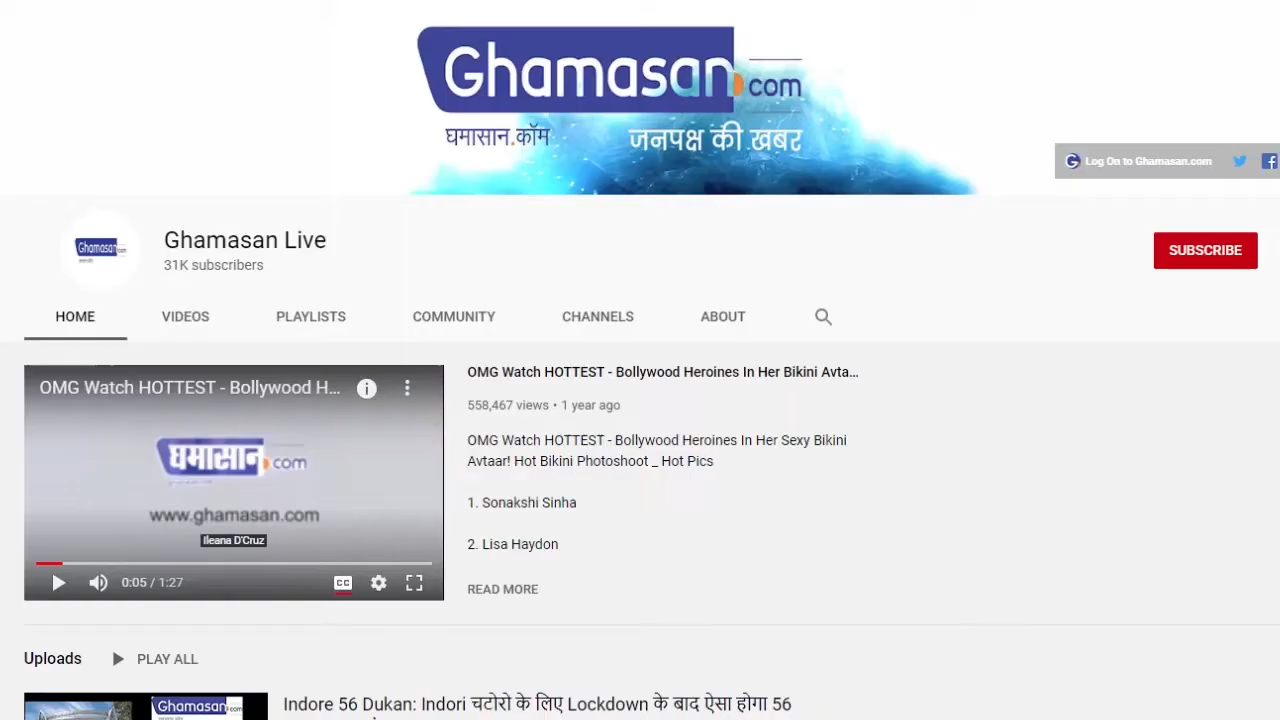 Ghamasan.com
घमासान.कॉम
जनपक्ष की खबर
Log On to Ghamasan.com
Ghamasan
Ghamasan Live
31K subscribers
SUBSCRIBE
HOME VIDEOS PLAYLISTS COMMUNITY CHANNELS ABOUT
OMG Watch HOTTEST - Bollywood H...
घमासान.com
www.ghamasan.com
Ileana D'Cruz
0:05 / 1:27
CC
OMG Watch HOTTEST - Bollywood Heroines In Her Bikini Avta...
558,467 views • 1 year ago
OMG Watch HOTTEST - Bollywood Heroines In Her Sexy Bikini
Avtaar! Hot Bikini Photoshoot _ Hot Pics
1. Sonakshi Sinha
2. Lisa Haydon
READ MORE
Uploads PLAY ALL
Ghamasan
Indore 56 Dukan: Indori चटोरो के लिए Lockdown के बाद ऐसा होगा 56